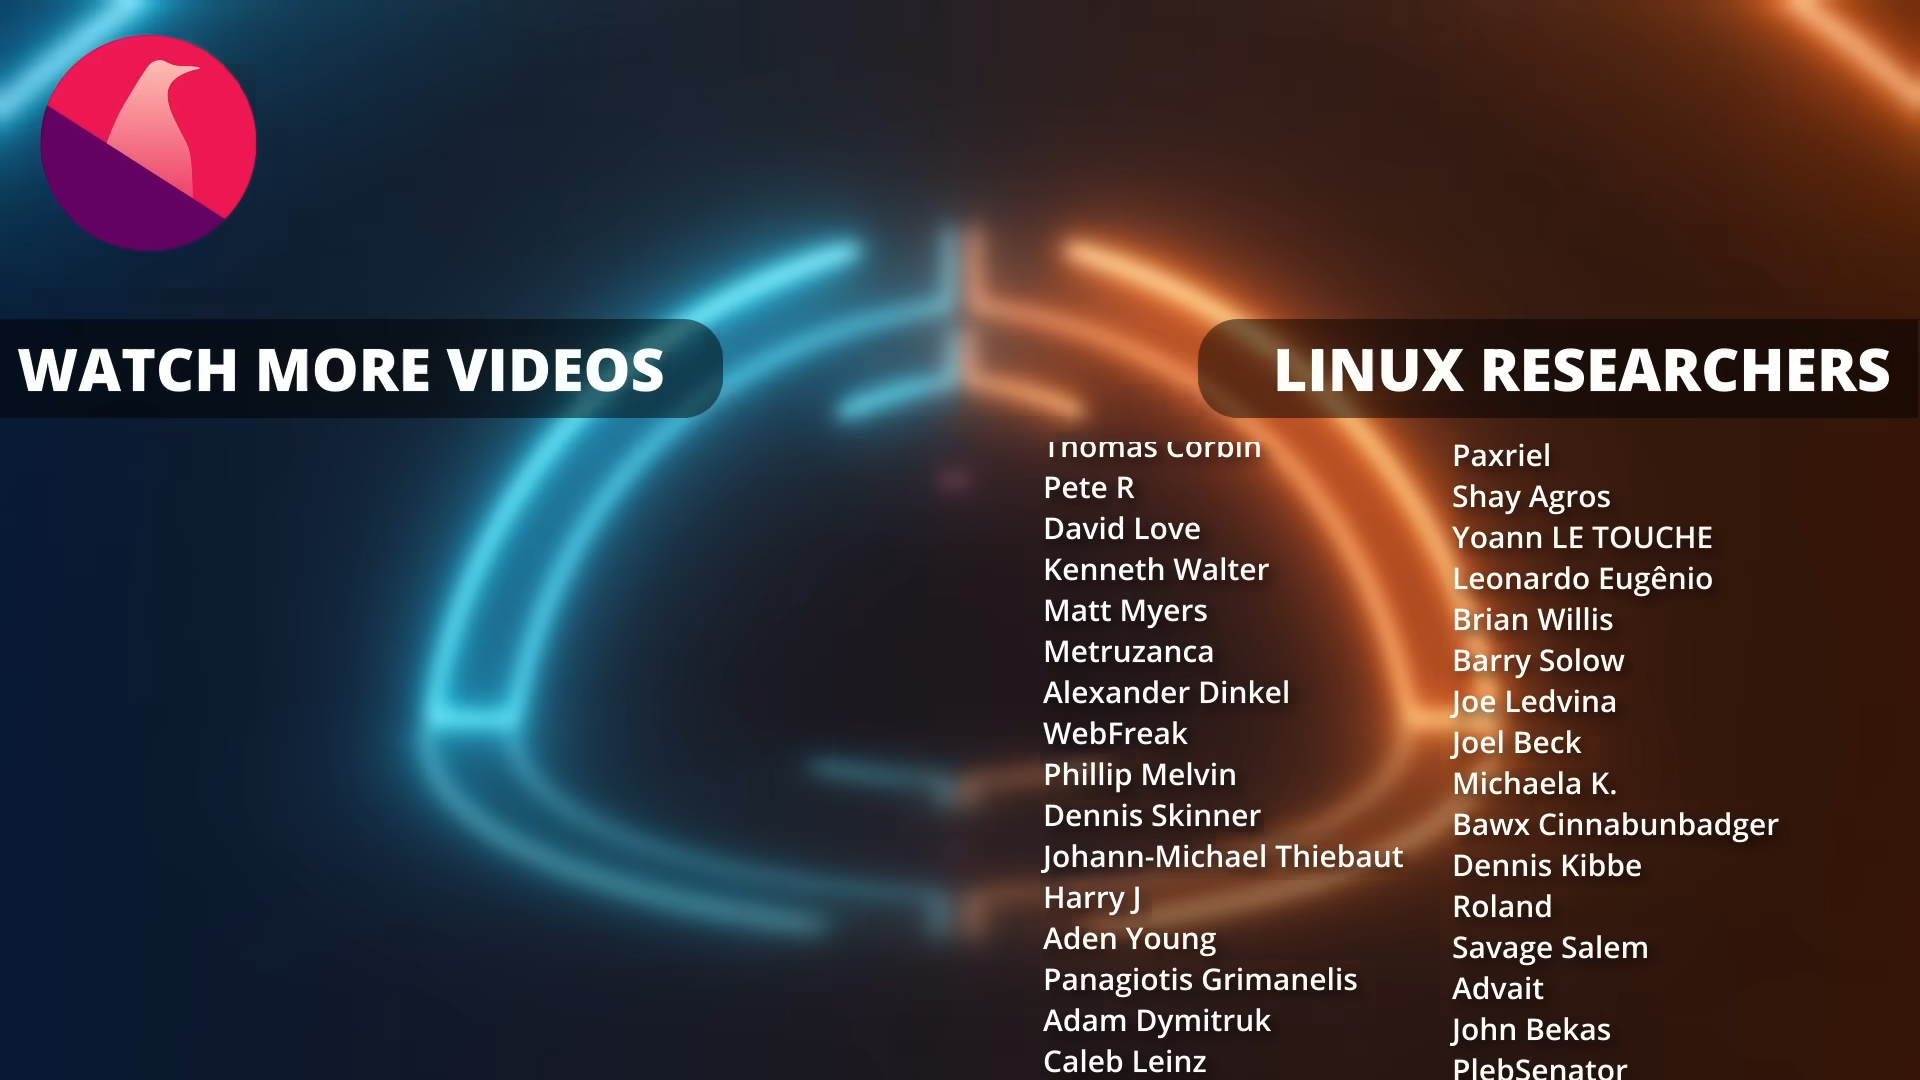 WATCH MORE VIDEOS
LINUX RESEARCHERS
Thomas Corbin
Pete R
David Love
Kenneth Walter
Matt Myers
Metruzanca
Alexander Dinkel
WebFreak
Phillip Melvin
Dennis Skinner
Johann-Michael Thiebaut
Harry J
Aden Young
Panagiotis Grimanelis
Adam Dymitruk
Caleb Leinz
Paxriel
Shay Agros
Yoann LE TOUCHE
Leonardo Eugênio
Brian Willis
Barry Solow
Joe Ledvina
Joel Beck
Michaela K.
Bawx Cinnabunbadger
Dennis Kibbe
Roland
Savage Salem
Advait
John Bekas
PlebSenator